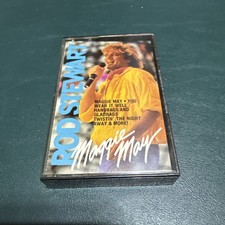 ROD STEWART
MAGGIE MAY • YOU
WEAR IT WELL
HANDBAGS AND
GLADRAGS
TWISTIN' THE NIGHT
AWAY & MORE!
Maggie May